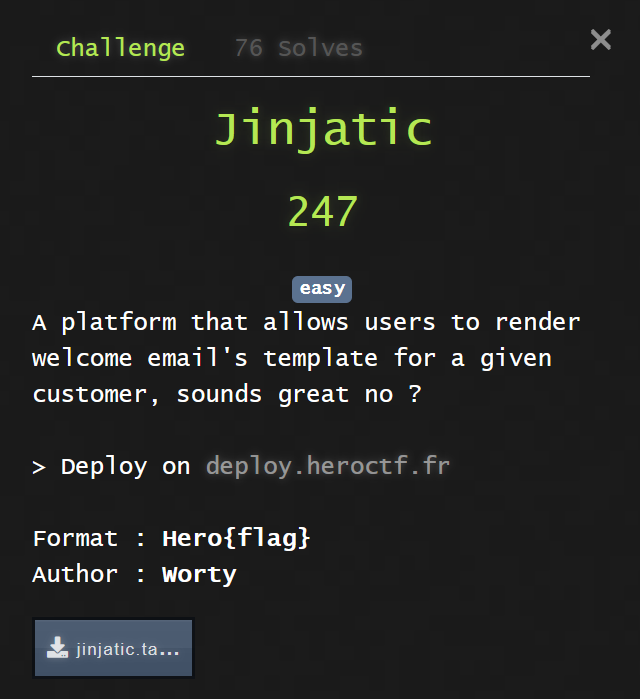 Challenge 76 Solves ×
Jinjatic
247
easy
A platform that allows users to render
welcome email's template for a given
customer, sounds great no ?
> Deploy on deploy.heroctf.fr
Format : Hero{flag}
Author : Worty
jinjatic.ta...